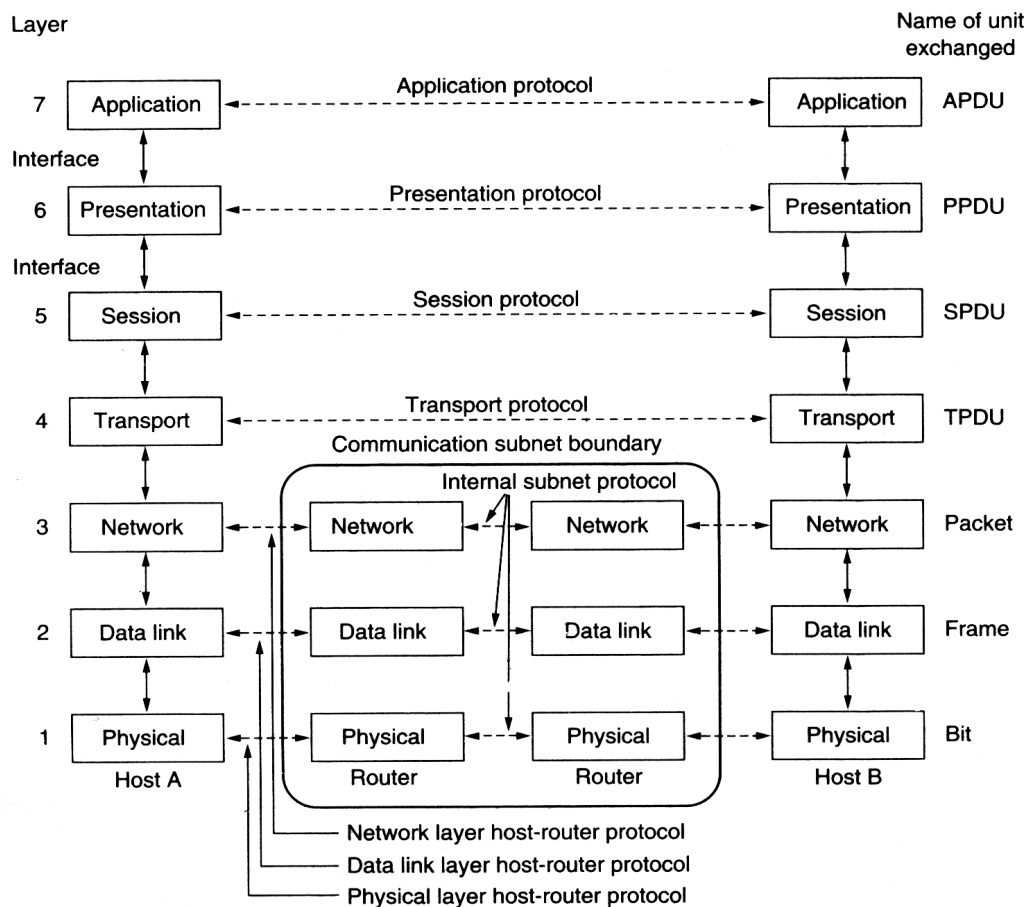 Layer
Name of unit
exchanged
Application protocol
7
Application
Application
APDU
Interface
Presentation protocol
6
Presentation
Presentation
PPDU
Interface
Session protocol
5
Session
Session
SPDU
Transport protocol
4
Transport
Transport
TPDU
Communication subnet boundary
Internal subnet protocol
3
Network
Network
Network
Network
Packet
2
Data link
Data link
Data link
Data link
Frame
1
Physical
Physical
Physical
Physical
Bit
Host A
Router
Router
Host B
Network layer host-router protocol
Data link layer host-router protocol
Physical layer host-router protocol